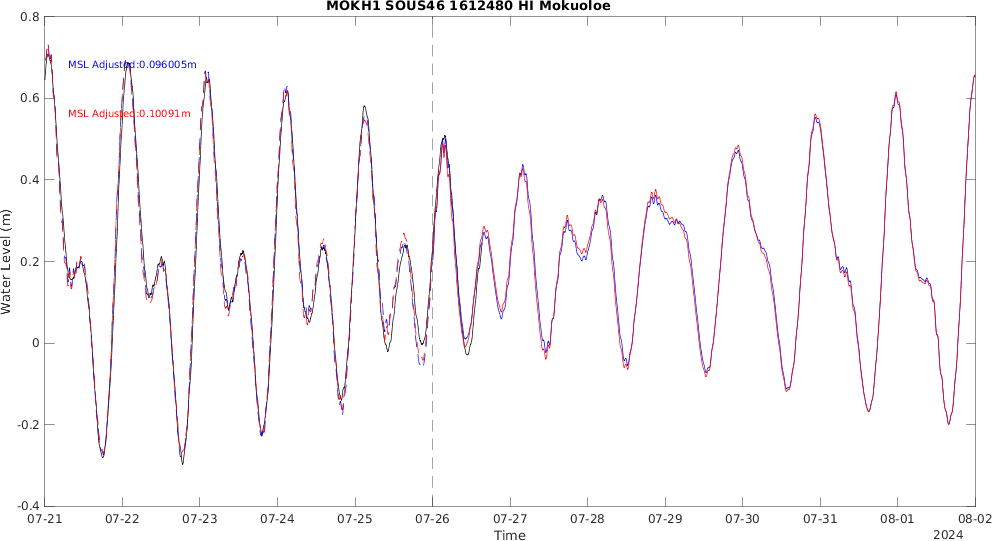 MOKH1 SOUS46 1612480 HI Mokuoloe
0.8
0.6
0.4
0.2
0
-0.2
-0.4
Water Level (m)
MSL Adjusted:0.096005m
MSL Adjusted:0.10091m
07-21 07-22 07-23 07-24 07-25 07-26 07-27 07-28 07-29 07-30 07-31 08-01 08-02
Time
2024